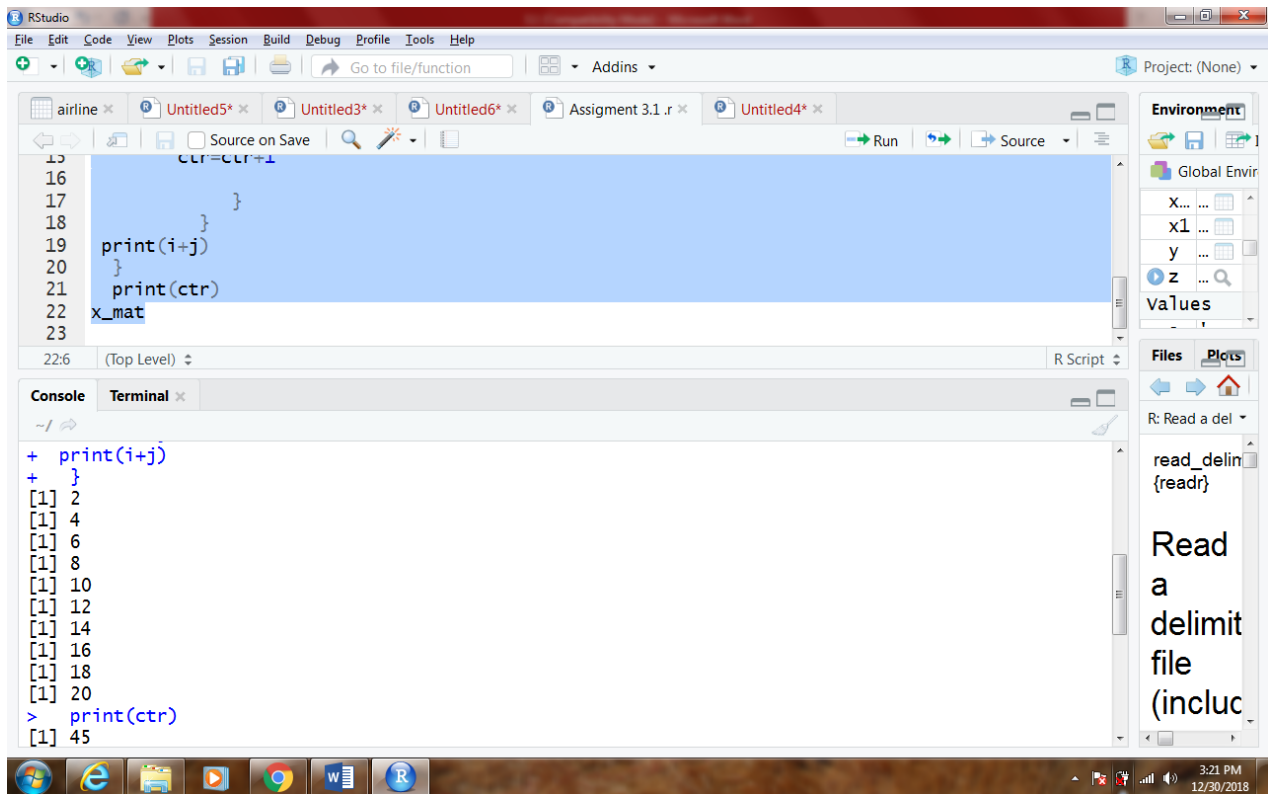 RStudio
File Edit Code View Plots Session Build Debug Profile Tools Help
Go to file/function Addins Project: (None)
airline Untitled5* Untitled3* Untitled6* Assigment 3.1 .r Untitled4*
Source on Save Run Source
15 ctr=ctr+1
16
17 }
18 }
19 print(i+j)
20 }
21 print(ctr)
22 x_mat
23
22:6 (Top Level) R Script
Console Terminal
~/
+ print(i+j)
+ }
[1] 2
[1] 4
[1] 6
[1] 8
[1] 10
[1] 12
[1] 14
[1] 16
[1] 18
[1] 20
> print(ctr)
[1] 45
Environment
Global Envir
x... ...
x1 ...
y ...
z ...
Values
Files Plots
R: Read a del
read_delim
{readr}
Read
a
delimit
file
(includ
3:21 PM
12/30/2018